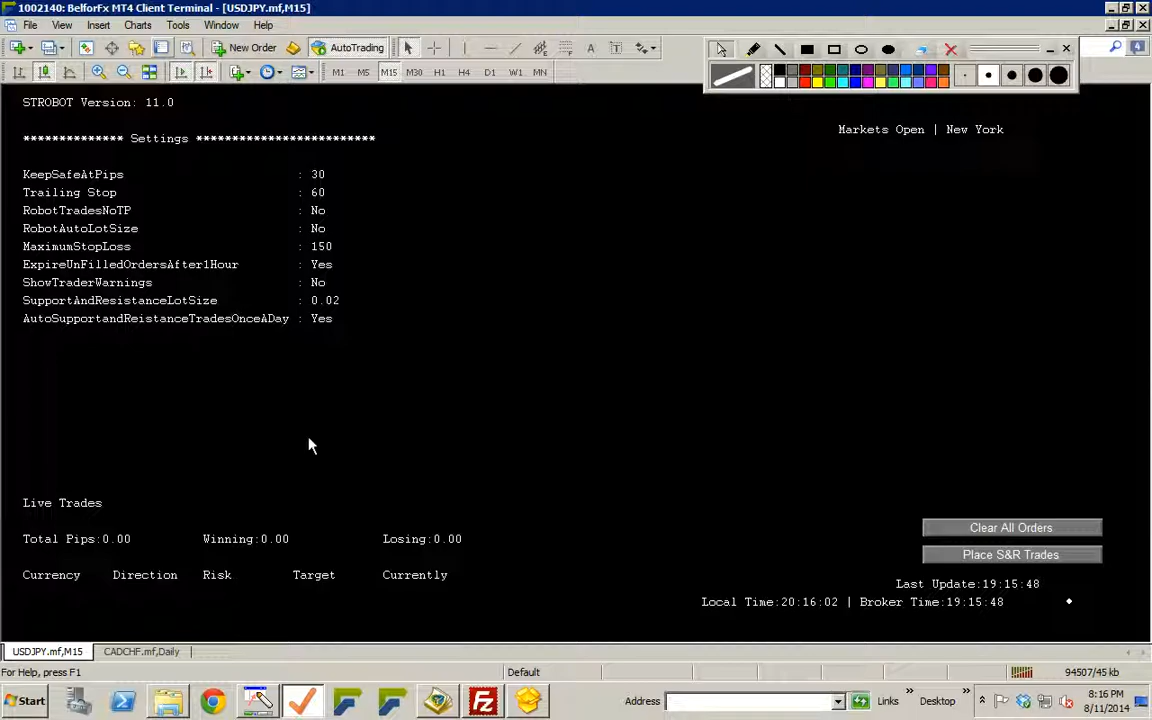 1002140: BelforFx MT4 Client Terminal - [USDJPY.mf,M15]
File View Insert Charts Tools Window Help
New Order AutoTrading A T
M1 M5 M15 M30 H1 H4 D1 W1 MN
STROBOT Version: 11.0
************** Settings *************************
Markets Open | New York
KeepSafeAtPips : 30
Trailing Stop : 60
RobotTradesNoTP : No
RobotAutoLotSize : No
MaximumStopLoss : 150
ExpireUnFilledOrdersAfter1Hour : Yes
ShowTraderWarnings : No
SupportAndResistanceLotSize : 0.02
AutoSupportandReistanceTradesOnceADay : Yes
Live Trades
Total Pips:0.00 Winning:0.00 Losing:0.00
Clear All Orders
Place S&R Trades
Currency Direction Risk Target Currently
Last Update:19:15:48
Local Time:20:16:02 | Broker Time:19:15:48
USDJPY.mf,M15 CADCHF.mf,Daily
For Help, press F1 Default 94507/45 kb
Start Address Links Desktop 8:16 PM
8/11/2014